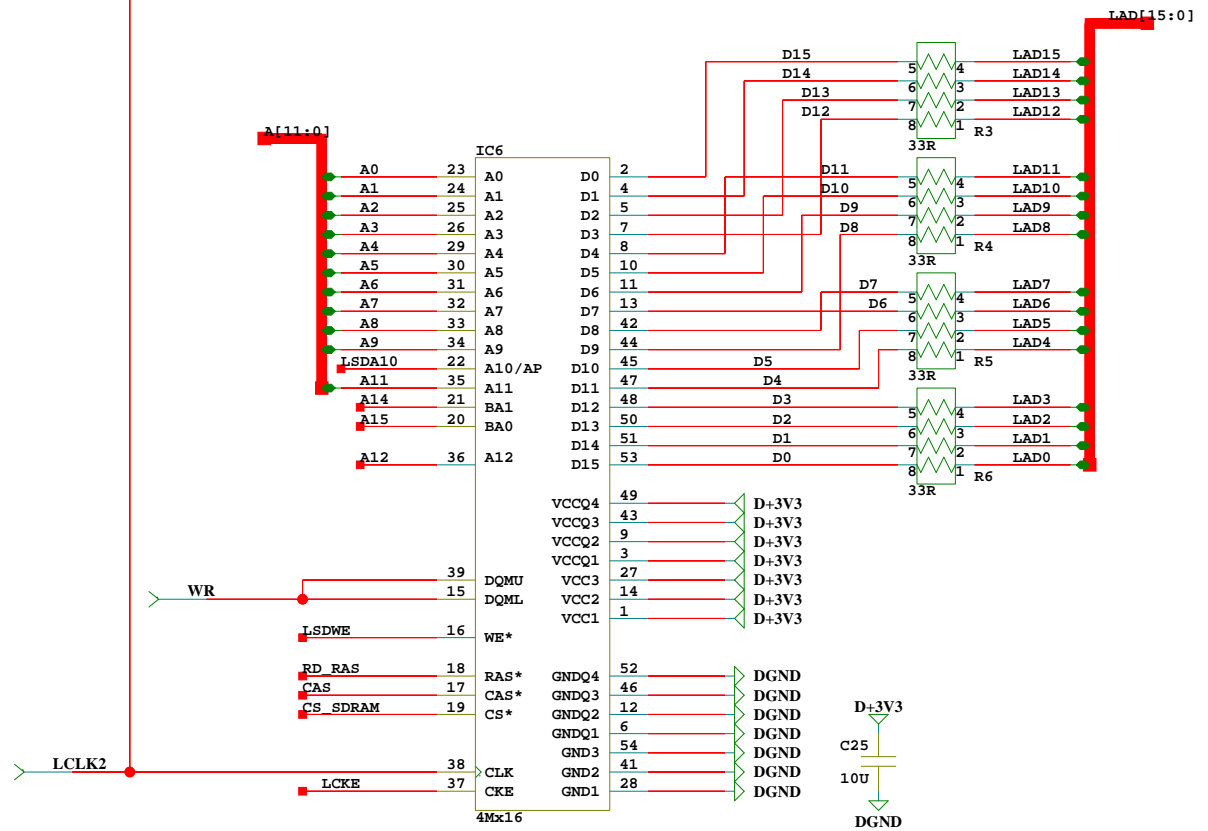 LAD[15:0]
D15 5 4 LAD15
D14 6 3 LAD14
D13 7 2 LAD13
D12 8 1 LAD12
R3
33R
A[11:0]
IC6
A0 23 A0 D0 2 D11 5 4 LAD11
A1 24 A1 D1 4 D10 6 3 LAD10
A2 25 A2 D2 5 D9 7 2 LAD9
A3 26 A3 D3 7 D8 8 1 LAD8
R4
A4 29 A4 D4 8
33R
A5 30 A5 D5 10
A6 31 A6 D6 11 D7 5 4 LAD7
A7 32 A7 D7 13 D6 6 3 LAD6
A8 33 A8 D8 42 7 2 LAD5
A9 34 A9 D9 44 8 1 LAD4
R5
LSDA10 22 A10/AP D10 45 D5
33R
A11 35 A11 D11 47 D4
A14 21 BA1 D12 48 D3 5 4 LAD3
A15 20 BA0 D13 50 D2 6 3 LAD2
D14 51 D1 7 2 LAD1
A12 36 A12 D15 53 D0 8 1 LAD0
R6
33R
VCCQ4 49 D+3V3
VCCQ3 43 D+3V3
VCCQ2 9 D+3V3
VCCQ1 3 D+3V3
39 DQMU VCC3 27 D+3V3
WR 15 DQML VCC2 14 D+3V3
VCC1 1 D+3V3
LSDWE 16 WE*
RD_RAS 18 RAS* GNDQ4 52 DGND
CAS 17 CAS* GNDQ3 46 DGND
CS_SDRAM 19 CS* GNDQ2 12 DGND
D+3V3
GNDQ1 6 DGND
GND3 54 DGND
C25
LCLK2 38 CLK GND2 41 DGND
10U
LCKE 37 CKE GND1 28 DGND
4Mx16
DGND